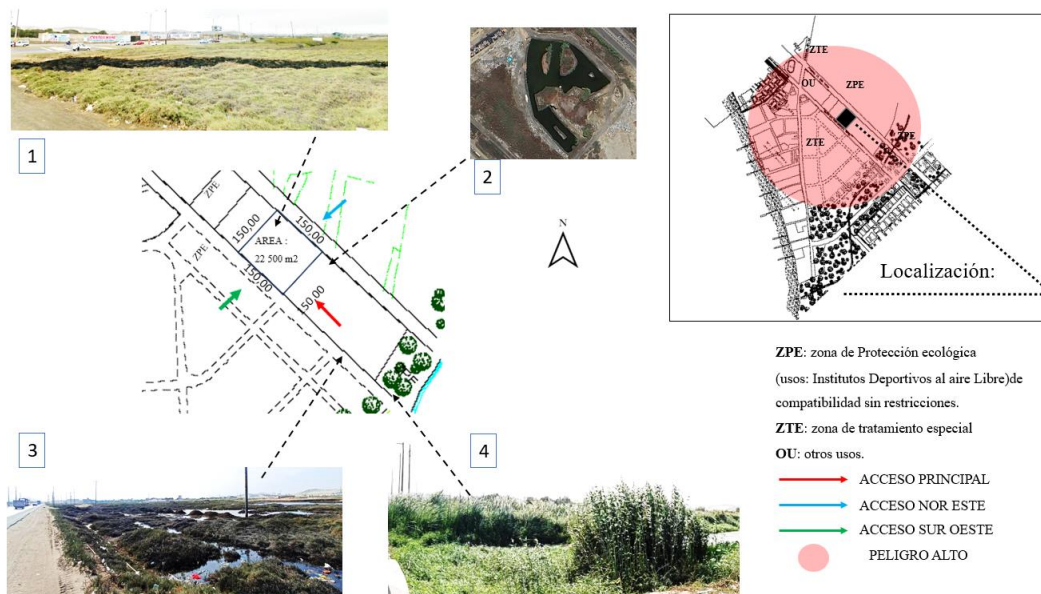 1
2
ZPE
150,00
150,00
AREA :
22 500 m2
ZPE
150,00
150,00
N
ZTE
OU
ZPE
ZPE
ZTE
Localización:
3
4
ZPE: zona de Protección ecológica
(usos: Institutos Deportivos al aire Libre)de
compatibilidad sin restricciones.
ZTE: zona de tratamiento especial
OU: otros usos.
ACCESO PRINCIPAL
ACCESO NOR ESTE
ACCESO SUR OESTE
PELIGRO ALTO